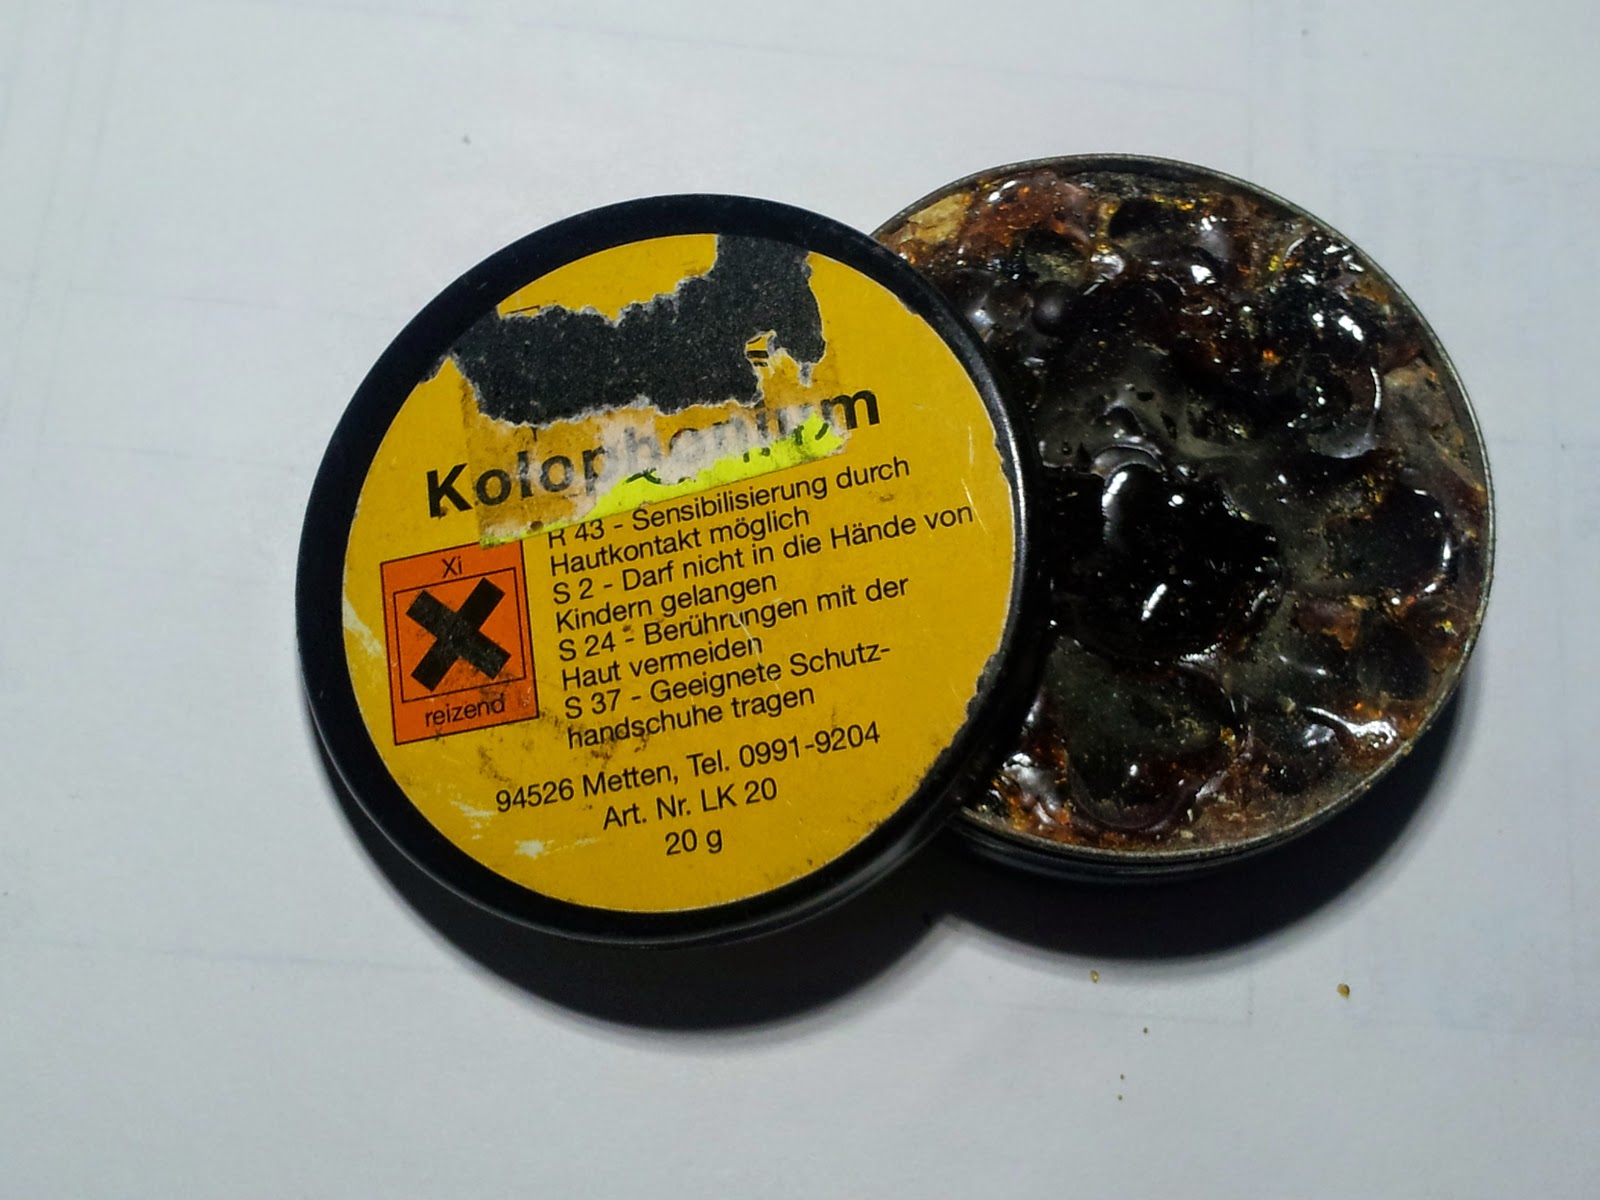 Kolophonium
R 43 - Sensibilisierung durch
Hautkontakt möglich
S 2 - Darf nicht in die Hände von
Kindern gelangen
S 24 - Berührungen mit der
Haut vermeiden
S 37 - Geeignete Schutz-
handschuhe tragen
Xi
reizend
94526 Metten, Tel. 0991-9204
Art. Nr. LK 20
20 g